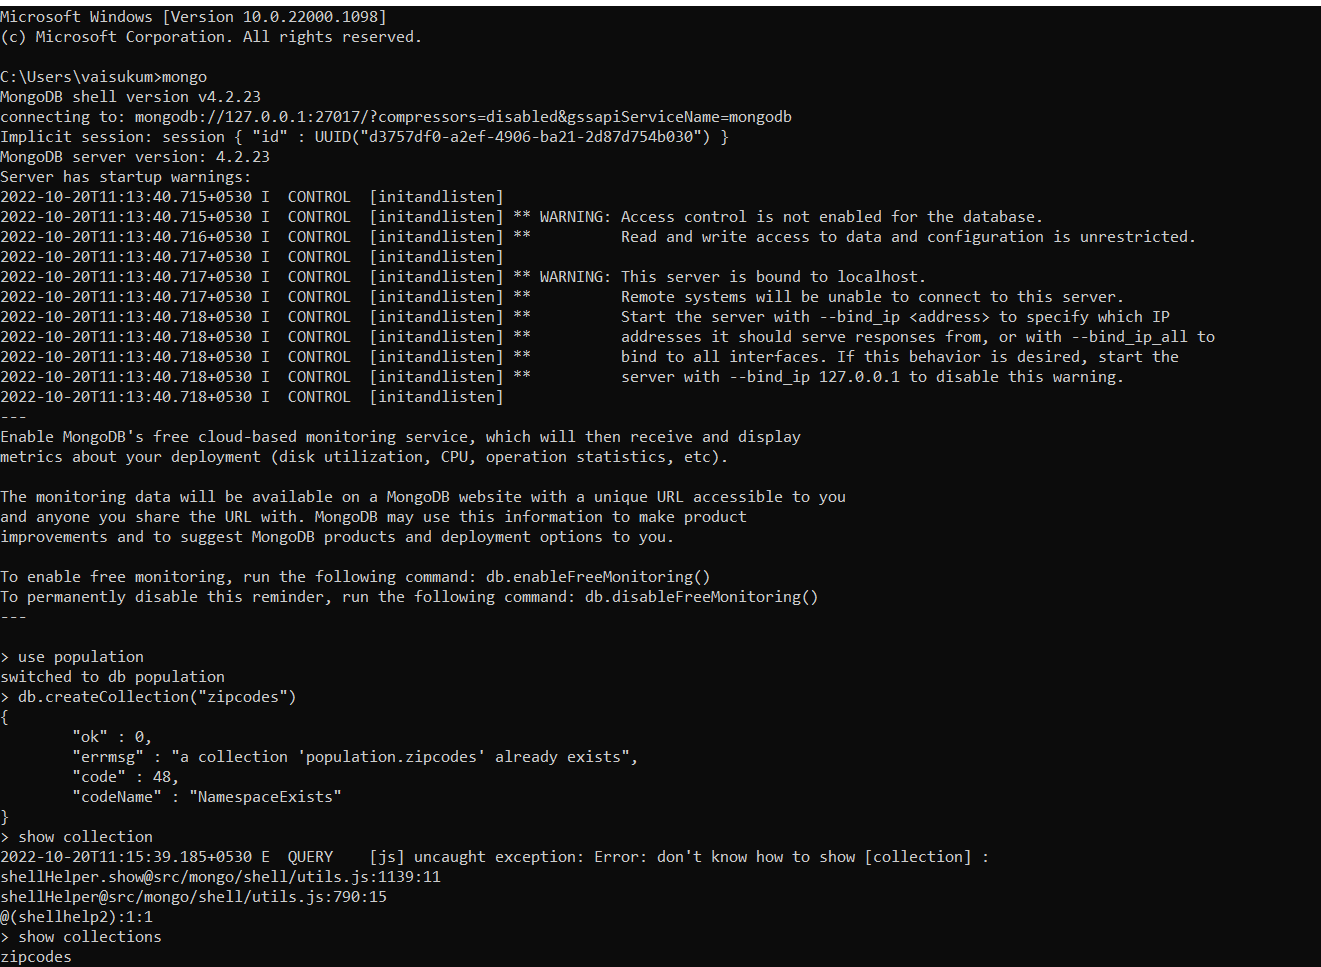 Microsoft Windows [Version 10.0.22000.1098]
(c) Microsoft Corporation. All rights reserved.
C:\Users\vaisukum>mongo
MongoDB shell version v4.2.23
connecting to: mongodb://127.0.0.1:27017/?compressors=disabled&gssapiServiceName=mongodb
Implicit session: session { "id" : UUID("d3757df0-a2ef-4906-ba21-2d87d754b030") }
MongoDB server version: 4.2.23
Server has startup warnings:
2022-10-20T11:13:40.715+0530 I  CONTROL  [initandlisten]
2022-10-20T11:13:40.715+0530 I  CONTROL  [initandlisten] ** WARNING: Access control is not enabled for the database.
2022-10-20T11:13:40.716+0530 I  CONTROL  [initandlisten] **          Read and write access to data and configuration is unrestricted.
2022-10-20T11:13:40.717+0530 I  CONTROL  [initandlisten]
2022-10-20T11:13:40.717+0530 I  CONTROL  [initandlisten] ** WARNING: This server is bound to localhost.
2022-10-20T11:13:40.717+0530 I  CONTROL  [initandlisten] **          Remote systems will be unable to connect to this server.
2022-10-20T11:13:40.718+0530 I  CONTROL  [initandlisten] **          Start the server with --bind_ip <address> to specify which IP
2022-10-20T11:13:40.718+0530 I  CONTROL  [initandlisten] **          addresses it should serve responses from, or with --bind_ip_all to
2022-10-20T11:13:40.718+0530 I  CONTROL  [initandlisten] **          bind to all interfaces. If this behavior is desired, start the
2022-10-20T11:13:40.718+0530 I  CONTROL  [initandlisten] **          server with --bind_ip 127.0.0.1 to disable this warning.
2022-10-20T11:13:40.718+0530 I  CONTROL  [initandlisten]
---
Enable MongoDB's free cloud-based monitoring service, which will then receive and display
metrics about your deployment (disk utilization, CPU, operation statistics, etc).
The monitoring data will be available on a MongoDB website with a unique URL accessible to you
and anyone you share the URL with. MongoDB may use this information to make product
improvements and to suggest MongoDB products and deployment options to you.
To enable free monitoring, run the following command: db.enableFreeMonitoring()
To permanently disable this reminder, run the following command: db.disableFreeMonitoring()
---
> use population
switched to db population
> db.createCollection("zipcodes")
{
        "ok" : 0,
        "errmsg" : "a collection 'population.zipcodes' already exists",
        "code" : 48,
        "codeName" : "NamespaceExists"
}
> show collection
2022-10-20T11:15:39.185+0530 E  QUERY    [js] uncaught exception: Error: don't know how to show [collection] :
shellHelper.show@src/mongo/shell/utils.js:1139:11
shellHelper@src/mongo/shell/utils.js:790:15
@(shellhelp2):1:1
> show collections
zipcodes